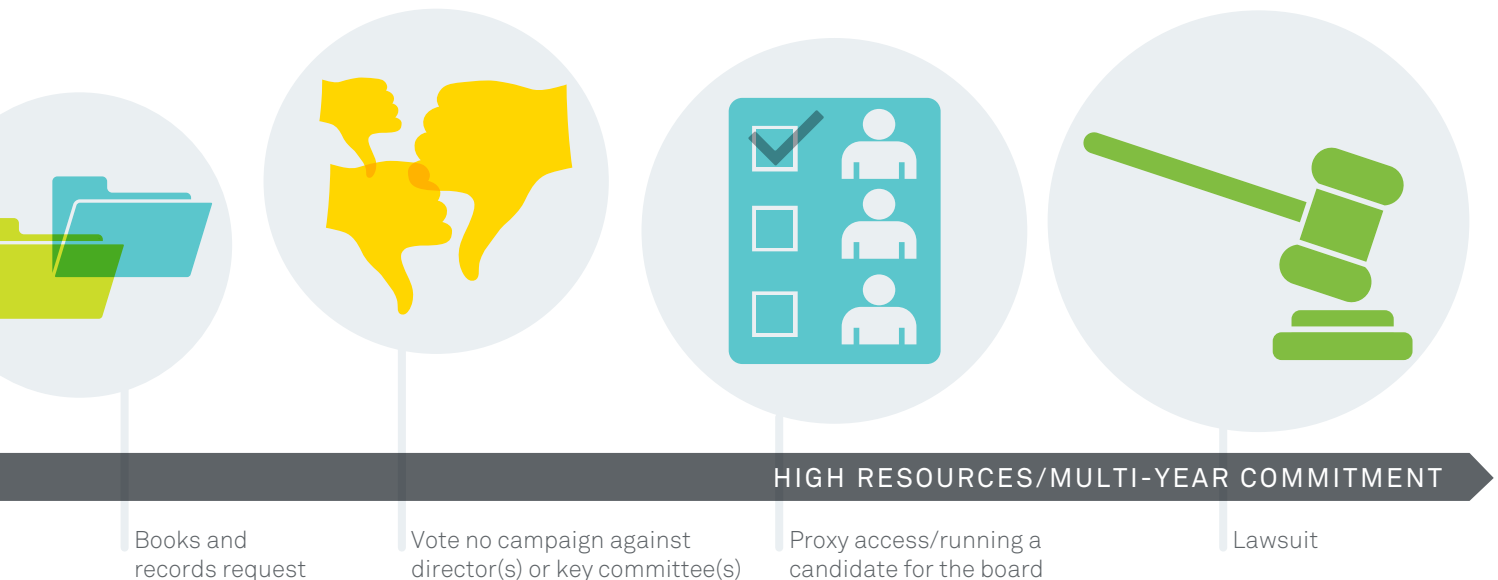 HIGH RESOURCES/MULTI-YEAR COMMITMENT
Books and
records request
Vote no campaign against
director(s) or key committee(s)
Proxy access/running a
candidate for the board
Lawsuit